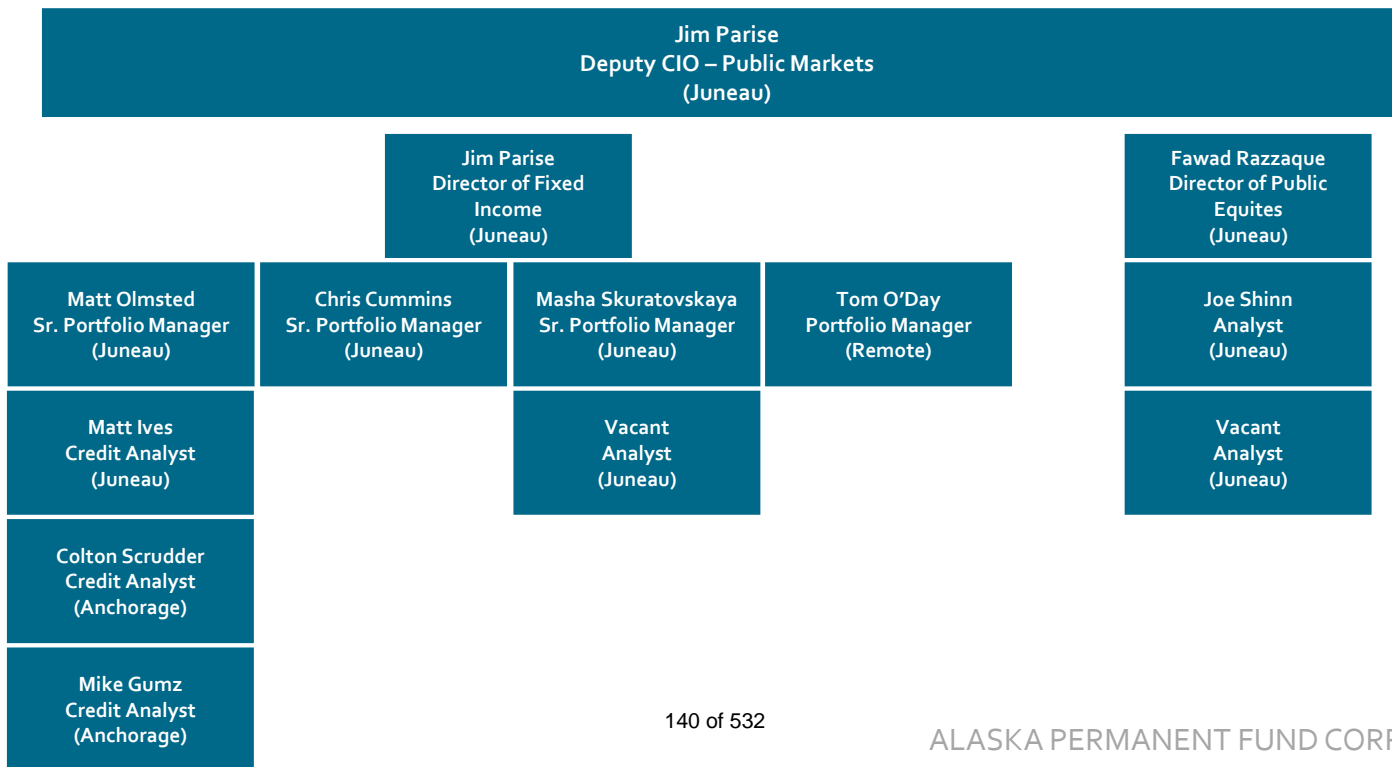 Jim Parise
Deputy CIO – Public Markets
(Juneau)
Jim Parise
Director of Fixed
Income
(Juneau)
Fawad Razzaque
Director of Public
Equites
(Juneau)
Matt Olmsted
Sr. Portfolio Manager
(Juneau)
Chris Cummins
Sr. Portfolio Manager
(Juneau)
Masha Skuratovskaya
Sr. Portfolio Manager
(Juneau)
Tom O’Day
Portfolio Manager
(Remote)
Joe Shinn
Analyst
(Juneau)
Matt Ives
Credit Analyst
(Juneau)
Vacant
Analyst
(Juneau)
Vacant
Analyst
(Juneau)
Colton Scrudder
Credit Analyst
(Anchorage)
Mike Gumz
Credit Analyst
(Anchorage)
140 of 532
ALASKA PERMANENT FUND CORP